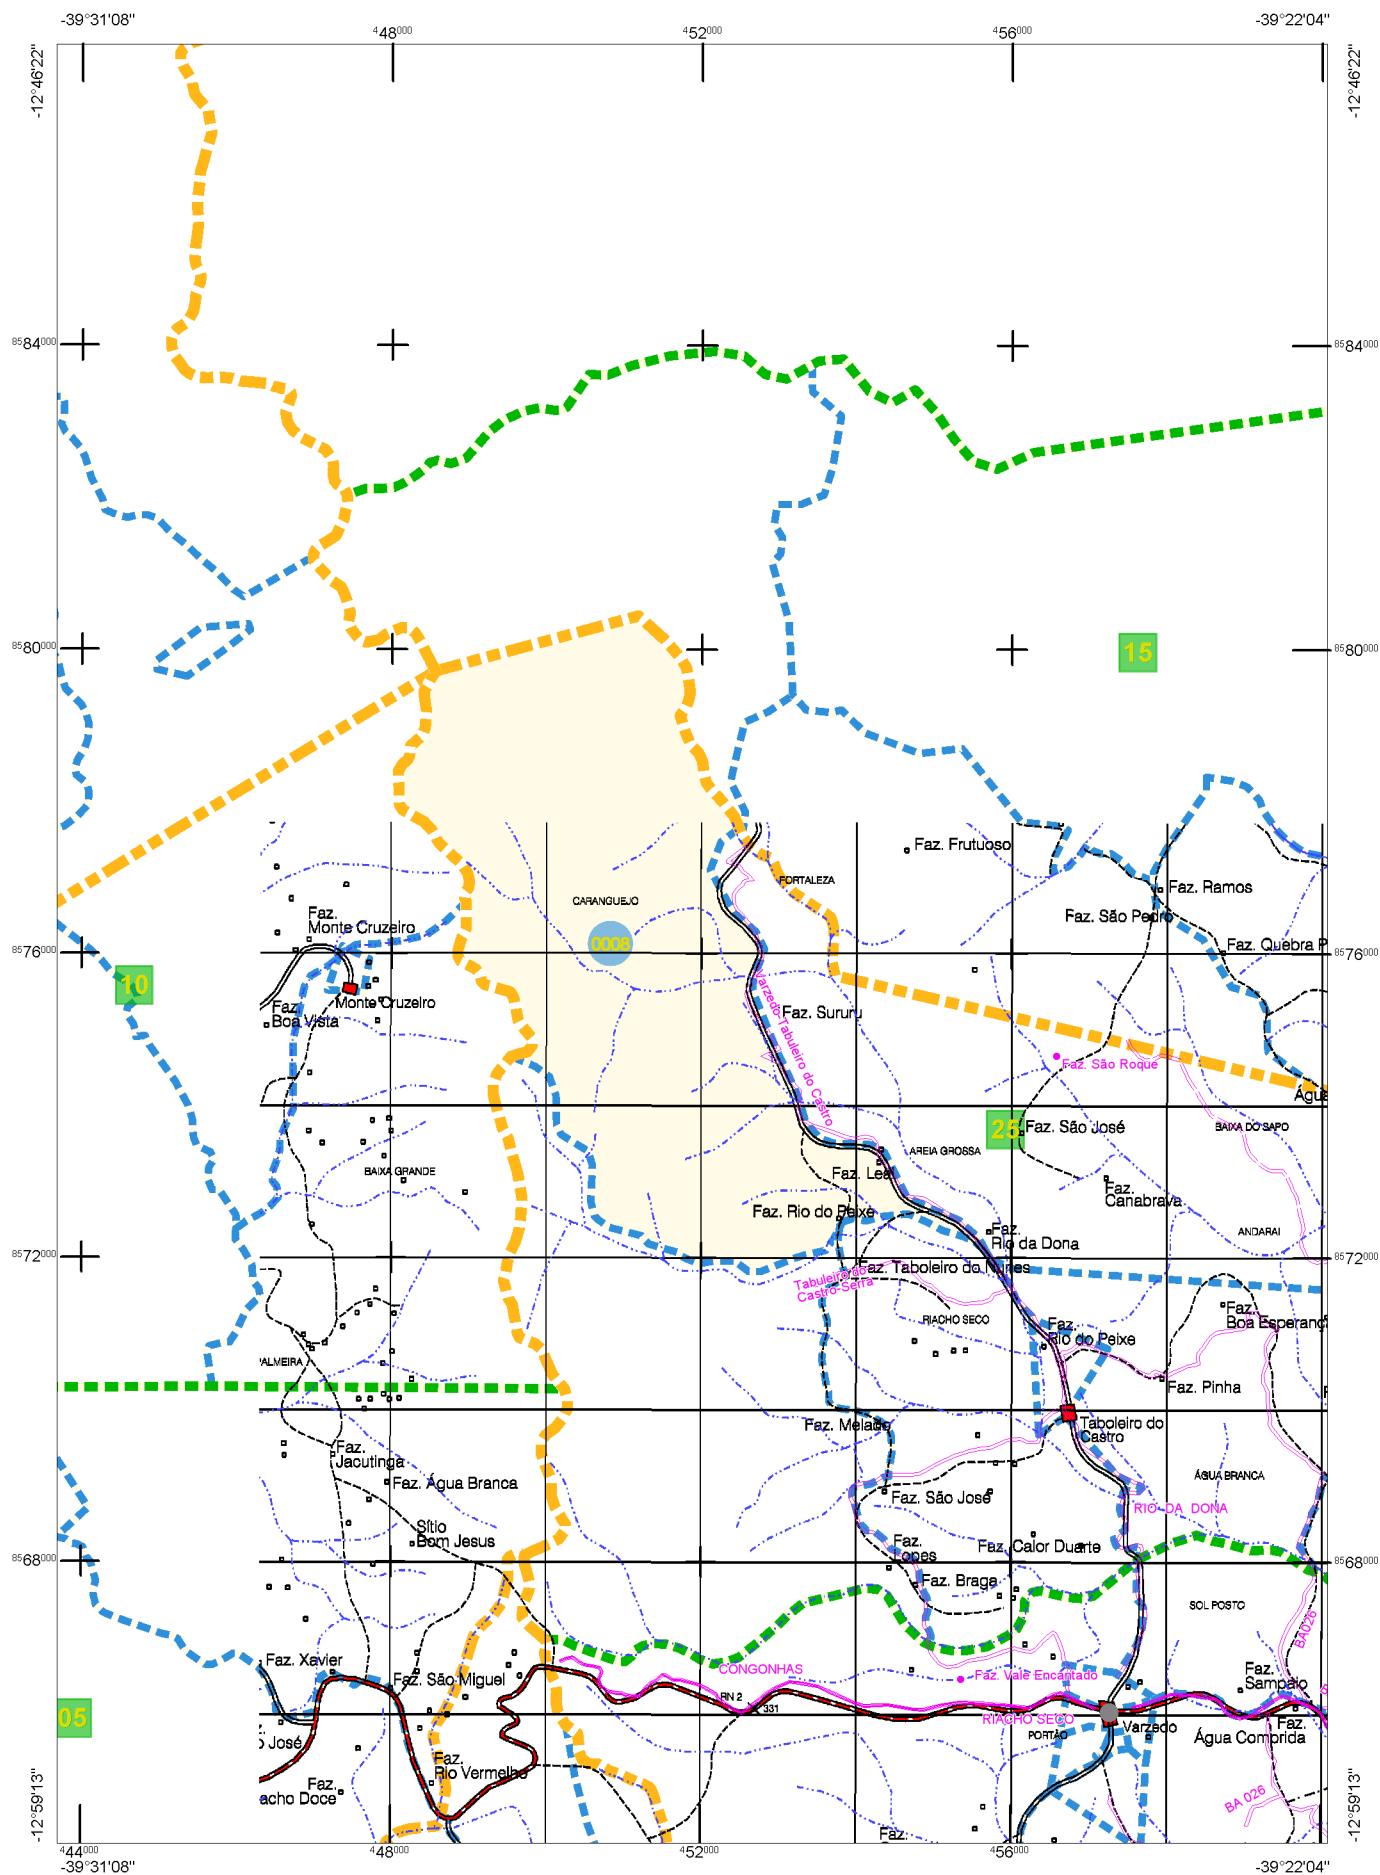 -39°31'08"
448000
452000
456000
-39°22'04"
-12°46'22"
-12°46'22"
8584000
8584000
8580000
8580000
15
Faz. Frutuoso
FORTALEZA
Faz. Ramos
CARANGUEJO
Faz.
Monte Cruzeiro
Faz. São Pedro
0008
Faz. Quebra P
8576000
8576000
10
Monte Cruzeiro
Faz.
Boa Vista
Varzedo-Tabuleiro do Castro
Faz. Sururu
Faz. São Roque
Agua
25
Faz. São José
BAIXA DO SAPO
AREIA GROSSA
BAIXA GRANDE
Faz. Leal
Faz.
Canabrava
Faz. Rio do Peixe
Faz.
Rio da Dona
ANDARAI
8572000
8572000
Faz. Taboleiro do Nunes
Tabuleiro do
Castro-Serra
RIACHO SECO
Faz.
Rio do Peixe
Faz.
Boa Esperanç
'ALMEIRA
Faz. Pinha
Faz. Melado
Taboleiro do
Castro
Faz.
Jacutinga
Faz. Água Branca
ÁGUA BRANCA
Faz. São José
RIO DA DONA
Sítio
Bom Jesus
Faz.
Lopes
Faz. Calor Duarte
8568000
8568000
Faz. Braga
SOL POSTO
BA026
Faz. Xavier
CONGONHAS
Faz. São Miguel
Faz. Vale Encantado
Faz.
Sampaio
S
RN 2
331
05
RIACHO SECO
Varzedo
Faz.
PORTÃO
Água Comprida
z.
o José
Faz.
Rio Vermelho
Faz.
acho Doce
BA 026
Faz.
-12°59'13"
-12°59'13"
444000
448000
452000
456000
-39°31'08"
-39°22'04"